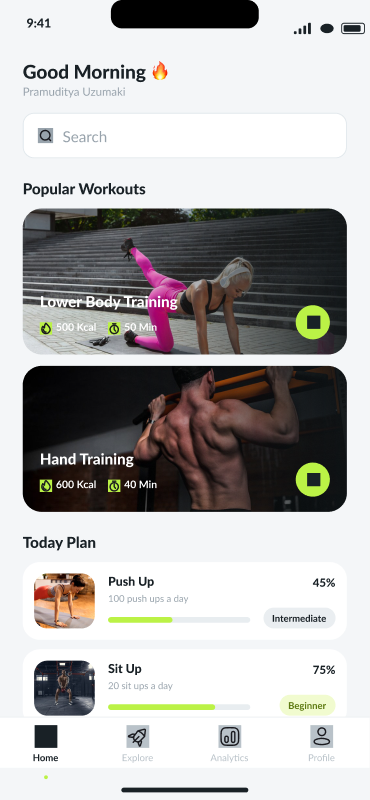 9:41
Good Morning 🔥
Pramuditya Uzumaki
Search
Popular Workouts
Lower Body Training
500 Kcal 50 Min
Hand Training
600 Kcal 40 Min
Today Plan
Push Up 45%
100 push ups a day
Intermediate
Sit Up 75%
20 sit ups a day
Beginner
Home Explore Analytics Profile